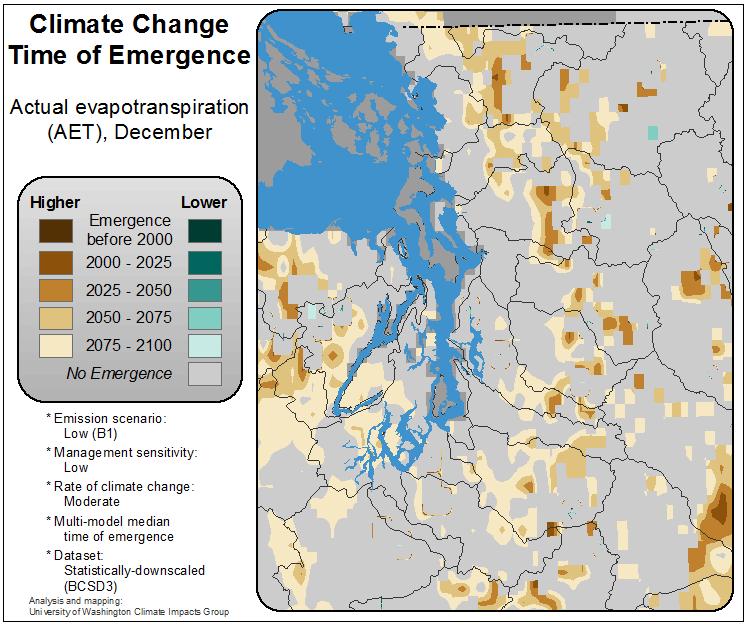 Climate Change
Time of Emergence
Actual evapotranspiration
(AET), December
Higher
Lower
Emergence
before 2000
2000 - 2025
2025 - 2050
2050 - 2075
2075 - 2100
No Emergence
* Emission scenario:
Low (B1)
* Management sensitivity:
Low
* Rate of climate change:
Moderate
* Multi-model median
time of emergence
* Dataset:
Statistically-downscaled
(BCSD3)
Analysis and mapping:
University of Washington Climate Impacts Group